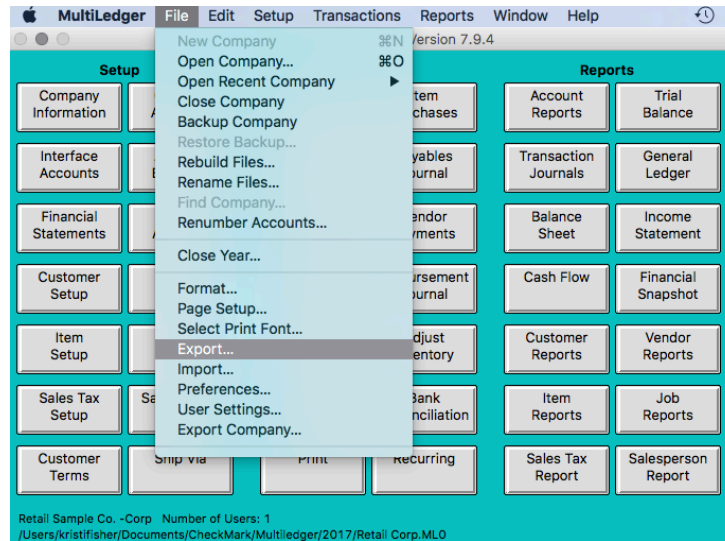 MultiLedger File Edit Setup Transactions Reports Window Help
Version 7.9.4
New Company ⌘N
Open Company... ⌘O
Open Recent Company ▶
Close Company
Backup Company
Restore Backup...
Rebuild Files...
Rename Files...
Find Company...
Renumber Accounts...
Close Year...
Format...
Page Setup...
Select Print Font...
Export...
Import...
Preferences...
User Settings...
Export Company...
Setup
Company
Information
Interface
Accounts
Financial
Statements
Customer
Setup
Item
Setup
Sales Tax
Setup
Customer
Terms
Ship Via
Print
Recurring
Reports
Account
Reports
Trial
Balance
Transaction
Journals
General
Ledger
Balance
Sheet
Income
Statement
Cash Flow
Financial
Snapshot
Customer
Reports
Vendor
Reports
Item
Reports
Job
Reports
Sales Tax
Report
Salesperson
Report
Retail Sample Co. -Corp Number of Users: 1
/Users/kristifisher/Documents/CheckMark/Multiledger/2017/Retail Corp.ML0